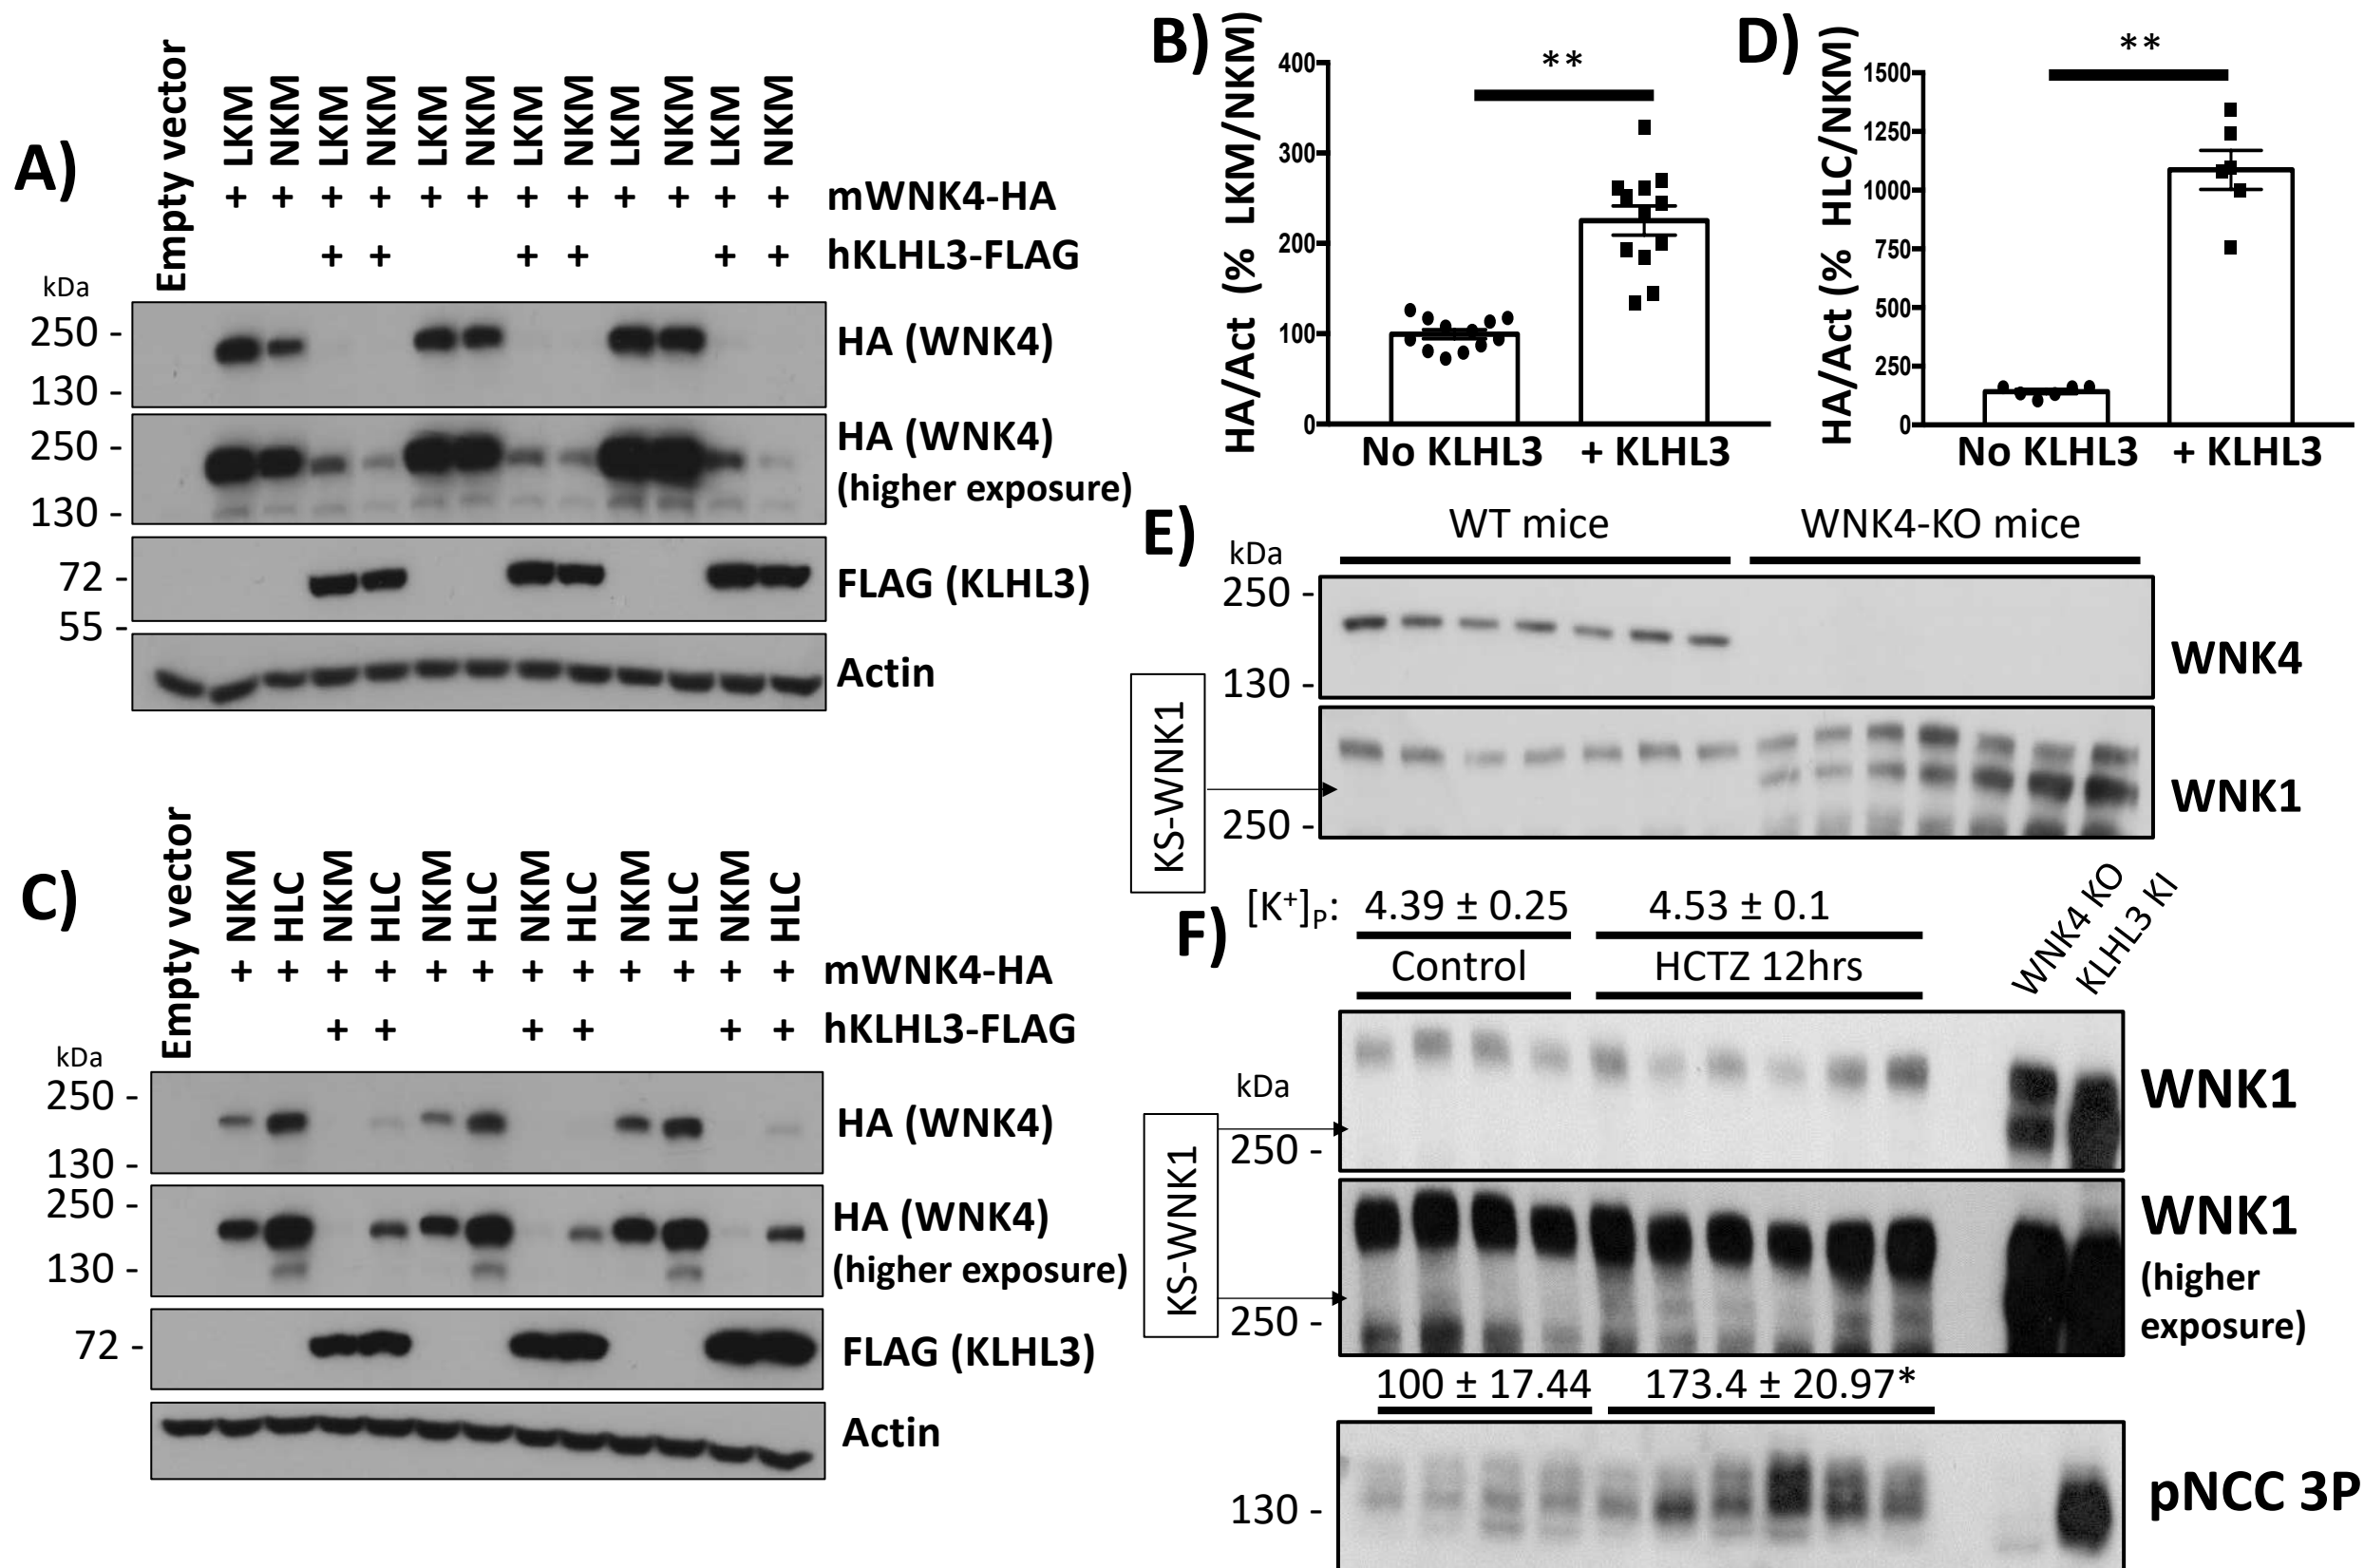 A)
Empty vector
LKM NKM LKM NKM LKM NKM LKM NKM LKM NKM LKM NKM
+ + + + + + + + + + + + mWNK4-HA
+ + + + + + hKLHL3-FLAG
kDa
250 -
130 -
HA (WNK4)
250 -
130 -
HA (WNK4)
(higher exposure)
72 -
55 -
FLAG (KLHL3)
Actin
B)
HA/Act (% LKM/NKM)
400
300
200
100
0
**
No KLHL3 + KLHL3
C)
Empty vector
NKM HLC NKM HLC NKM HLC NKM HLC NKM HLC NKM HLC
+ + + + + + + + + + + + mWNK4-HA
+ + + + + + hKLHL3-FLAG
kDa
250 -
130 -
HA (WNK4)
250 -
130 -
HA (WNK4)
(higher exposure)
72 -
FLAG (KLHL3)
Actin
D)
HA/Act (% HLC/NKM)
1500
1250
1000
750
500
250
0
**
No KLHL3 + KLHL3
E)
WT mice WNK4-KO mice
kDa
250 -
130 -
WNK4
KS-WNK1
250 -
WNK1
F)
[K+]P: 4.39 ± 0.25 4.53 ± 0.1
Control HCTZ 12hrs
WNK4 KO
KLHL3 KI
kDa
250 -
WNK1
KS-WNK1
250 -
WNK1
(higher
exposure)
100 ± 17.44 173.4 ± 20.97*
130 -
pNCC 3P